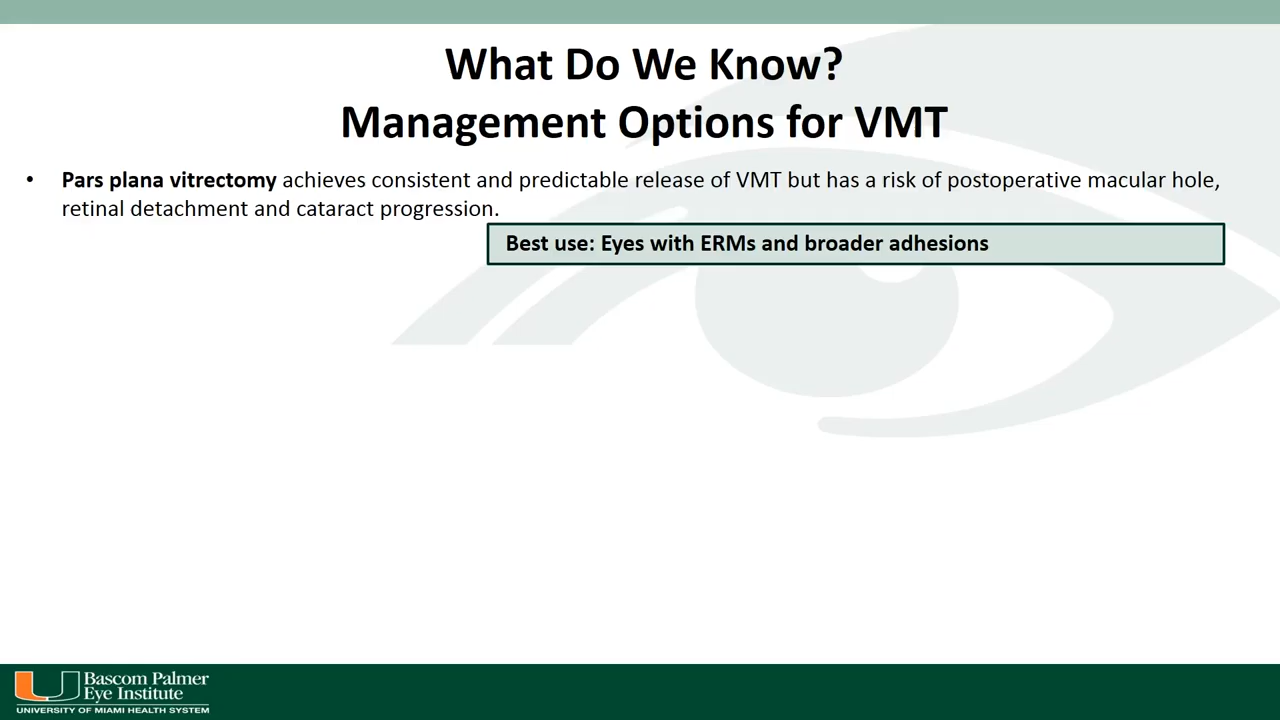 What Do We Know?
Management Options for VMT
• Pars plana vitrectomy achieves consistent and predictable release of VMT but has a risk of postoperative macular hole,
retinal detachment and cataract progression.
Best use: Eyes with ERMs and broader adhesions
Bascom Palmer
Eye Institute
UNIVERSITY OF MIAMI HEALTH SYSTEM